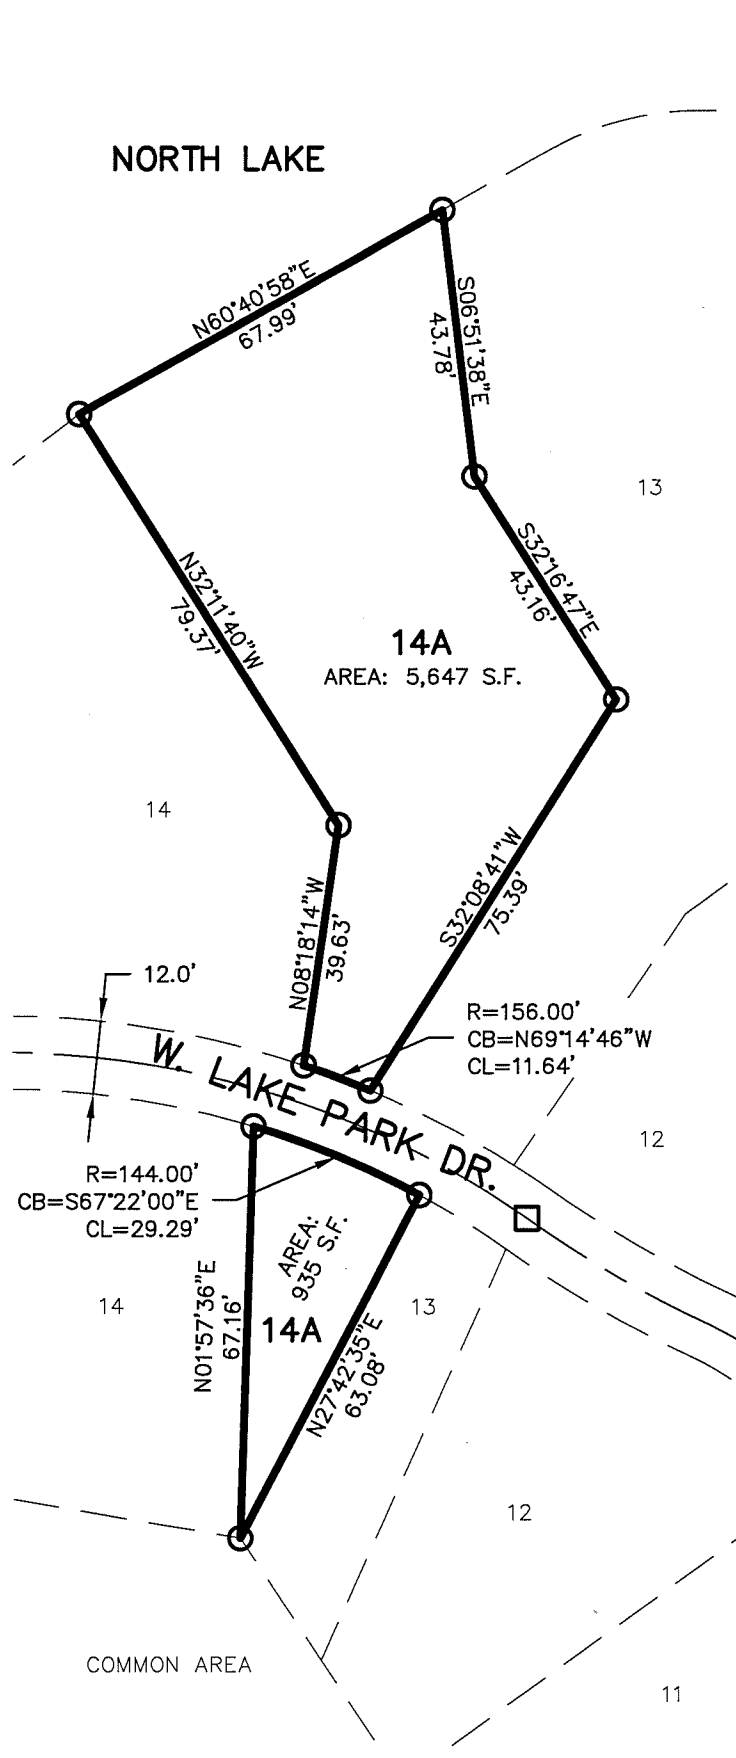 NORTH LAKE
N60°40'58"E
67.99'
S06°51'38"E
43.78'
13
S32°16'47"E
43.16'
N32°11'40"W
79.37'
14A
AREA: 5,647 S.F.
14
S32°08'41"W
75.39'
N08°18'14"W
39.63'
12.0'
R=156.00'
CB=N69°14'46"W
CL=11.64'
W. LAKE PARK DR.
12
R=144.00'
CB=S67°22'00"E
CL=29.29'
AREA:
935 S.F.
14
N01°57'36"E
67.16'
14A
13
N27°42'35"E
63.08'
12
COMMON AREA
11